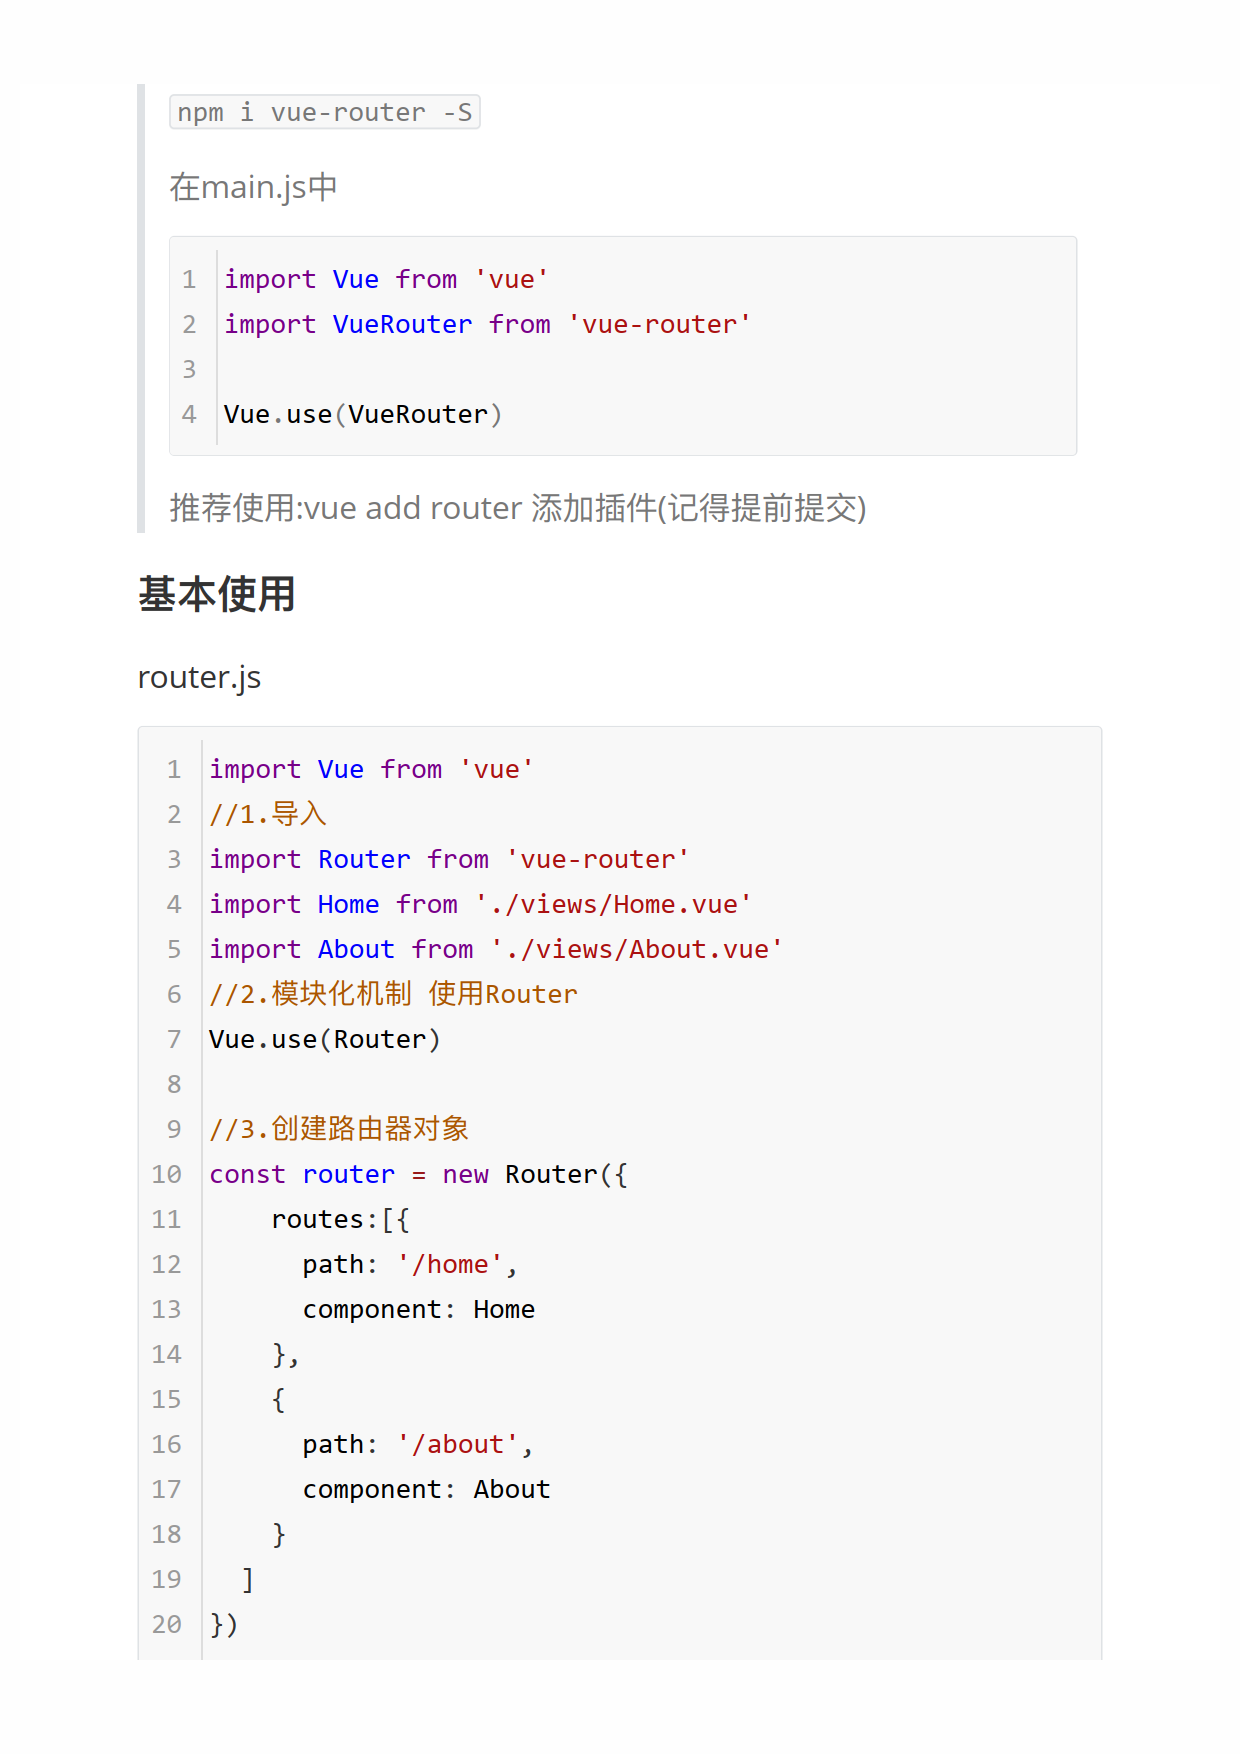 npm i vue-router -S
在main.js中
1 import Vue from 'vue'
2 import VueRouter from 'vue-router'
3
4 Vue.use(VueRouter)
推荐使用:vue add router 添加插件(记得提前提交)
基本使用
router.js
1 import Vue from 'vue'
2 //1.导入
3 import Router from 'vue-router'
4 import Home from './views/Home.vue'
5 import About from './views/About.vue'
6 //2.模块化机制 使用Router
7 Vue.use(Router)
8
9 //3.创建路由器对象
10 const router = new Router({
11     routes:[{
12       path: '/home',
13       component: Home
14     },
15     {
16       path: '/about',
17       component: About
18     }
19   ]
20 })